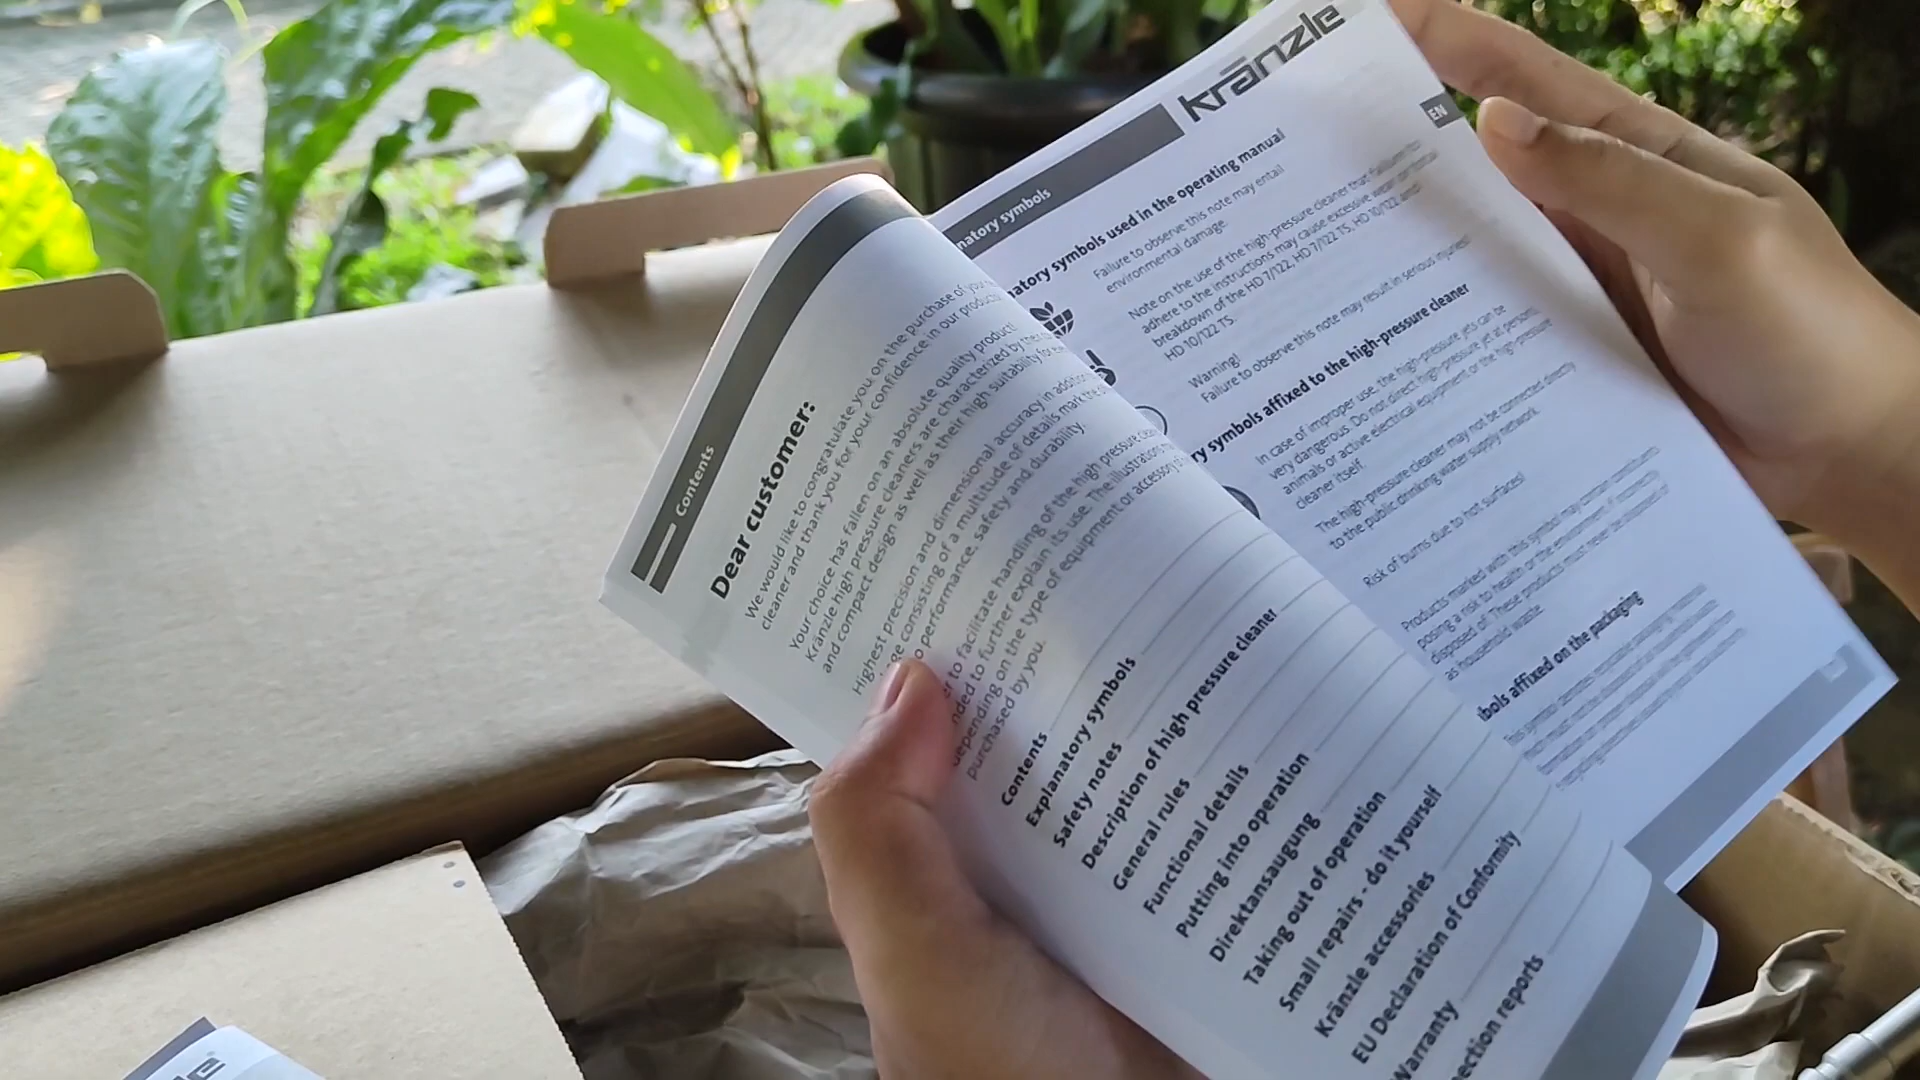 Contents
Dear customer:
We would like to congratulate you on the purchase of your
cleaner and thank you for your confidence in our products
Your choice has fallen on an absolute quality product!
Kränzle high pressure cleaners are characterized by their
and compact design as well as their high suitability for
Highest precision and dimensional accuracy in addition
consisting of a multitude of details mark the
performance, safety and durability.
to facilitate handling of the high pressure
to further explain its use. The illustrations
depending on the type of equipment or accessory
purchased by you.
Contents
Explanatory symbols
Safety notes
Description of high pressure cleaner
General rules
Functional details
Putting into operation
Direktansaugung
Taking out of operation
Small repairs - do it yourself
Kränzle accessories
EU Declaration of Conformity
Warranty
reports
kränzle
EN
symbols
symbols used in the operating manual
Failure to observe this note may entail
environmental damage.
Note on the use of the high-pressure cleaner that failure to
adhere to the instructions may cause excessive wear or total
breakdown of the HD 7/122, HD 7/122 TS, HD 10/122 and
HD 10/122 TS.
Warning!
Failure to observe this note may result in serious injuries!
symbols affixed to the high-pressure cleaner
In case of improper use, the high-pressure jets can be
very dangerous. Do not direct high-pressure jet at persons,
animals or active electrical equipment or the high-pressure
cleaner itself.
The high-pressure cleaner may not be connected directly
to the public drinking water supply network.
Risk of burns due to hot surfaces!
Products marked with this symbol may contain substances
posing a risk to health or the environment if incorrectly
disposed of. These products must never be disposed of
as household waste.
affixed on the packaging